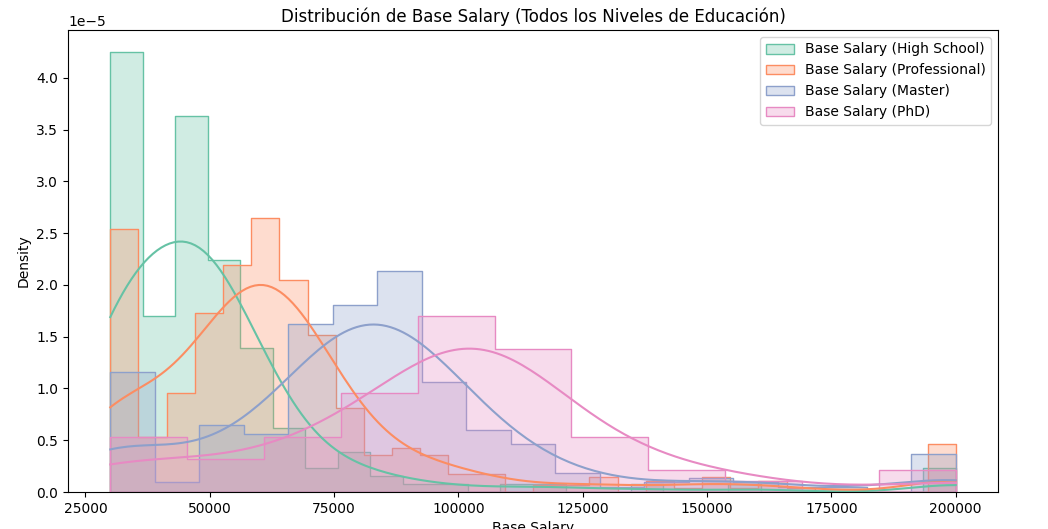 Distribución de Base Salary (Todos los Niveles de Educación)
1e−5
Base Salary (High School)
Base Salary (Professional)
Base Salary (Master)
Base Salary (PhD)
4.0
3.5
3.0
2.5
2.0
1.5
1.0
0.5
0.0
Density
25000 50000 75000 100000 125000 150000 175000 200000
Base Salary